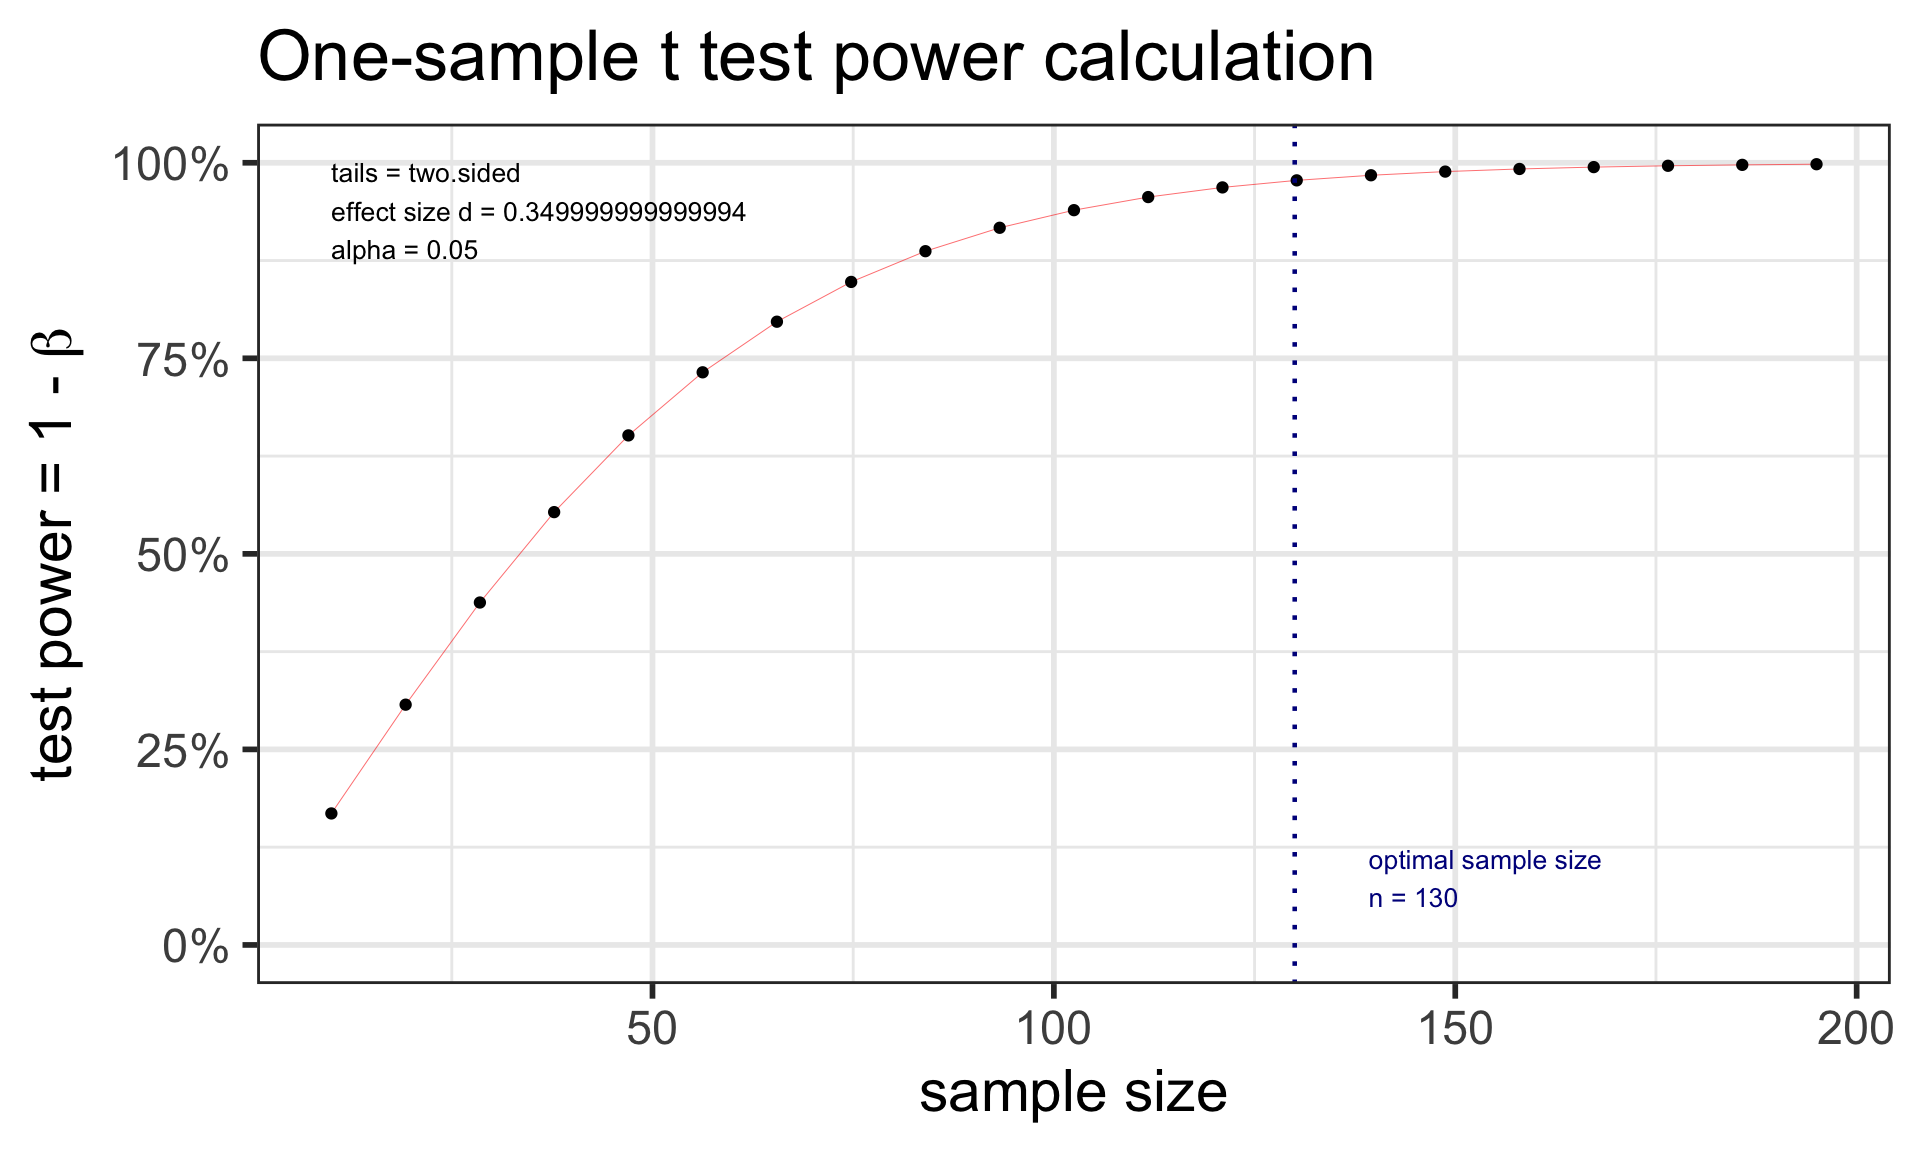 One-sample t test power calculation
100%
75%
50%
25%
0%
test power = 1 - β
tails = two.sided
effect size d = 0.349999999999994
alpha = 0.05
optimal sample size
n = 130
50
100
150
200
sample size